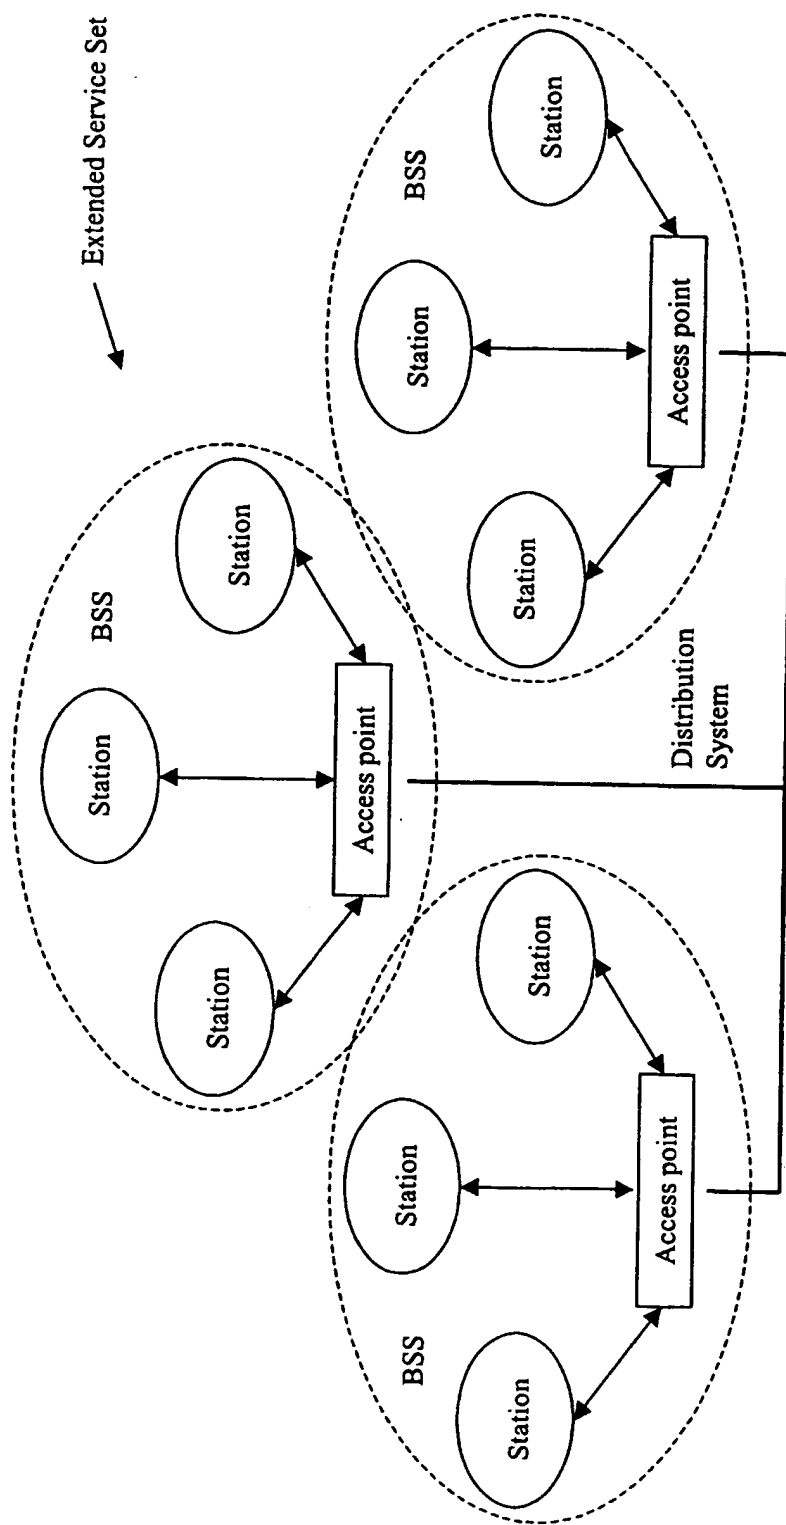 Extended Service Set
BSS
Station
Station
Station
Access point
BSS
Station
Station
Station
Access point
BSS
Station
Station
Station
Access point
Distribution
System